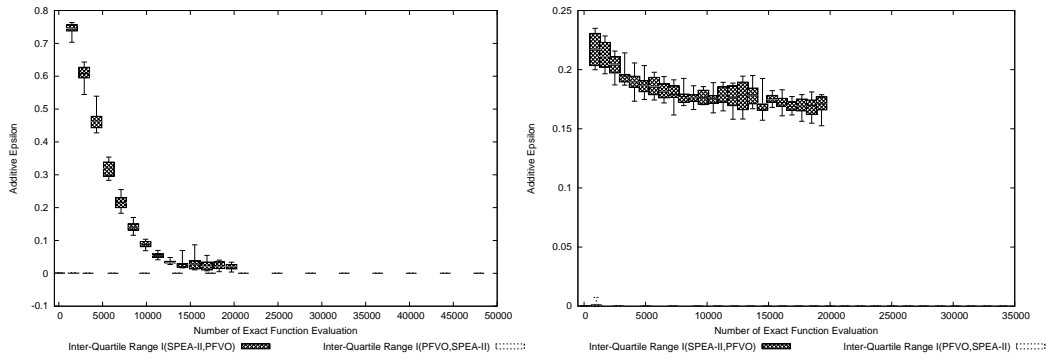 0.8
0.7
0.6
0.5
0.4
0.3
0.2
0.1
0
-0.1
Additive Epsilon
0 5000 10000 15000 20000 25000 30000 35000 40000 45000 50000
Number of Exact Function Evaluation
Inter-Quartile Range I(SPEA-II,PFVO) Inter-Quartile Range I(PFVO,SPEA-II)
0.25
0.2
0.15
0.1
0.05
0
Additive Epsilon
0 5000 10000 15000 20000 25000 30000 35000
Number of Exact Function Evaluation
Inter-Quartile Range I(SPEA-II,PFVO) Inter-Quartile Range I(PFVO,SPEA-II)